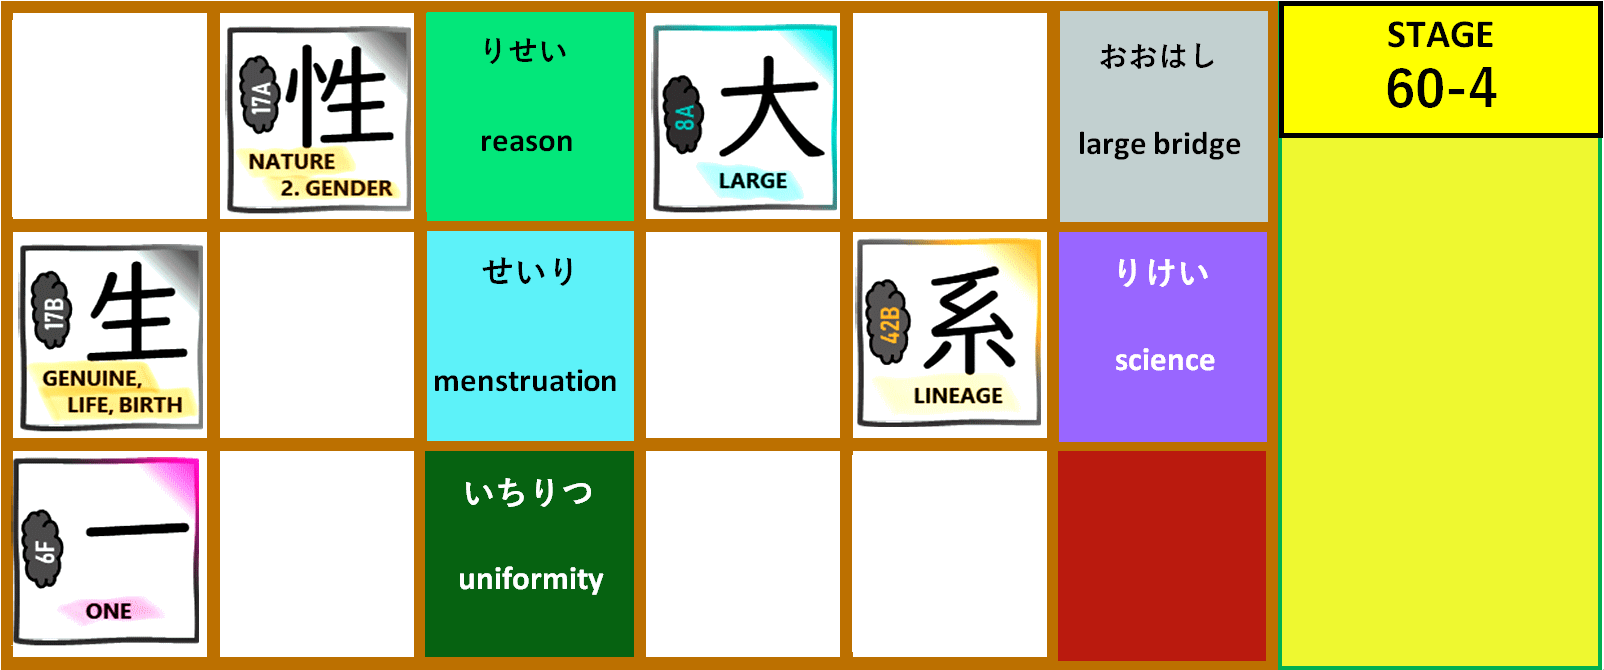 17A
性
NATURE
2. GENDER
りせい
reason
8A
大
LARGE
おおはし
large bridge
STAGE
60-4
17B
生
GENUINE,
LIFE, BIRTH
せいり
menstruation
42B
系
LINEAGE
りけい
science
6F
一
ONE
いちりつ
uniformity